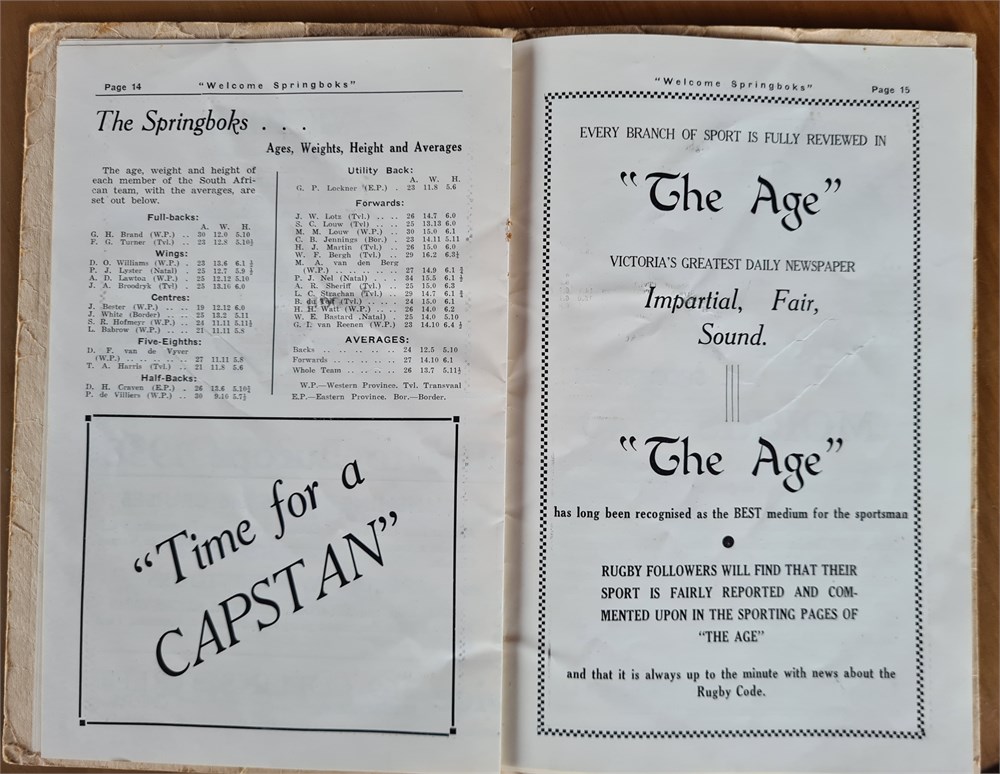 Page 14 "Welcome Springboks"
The Springboks . . .
Ages, Weights, Height and Averages
The age, weight and height of
each member of the South Afri-
can team, with the averages, are
set out below.
Full-backs:
A. W. H.
G. H. Brand (W.P.) .. 30 12.0 5.10
F. G. Turner (Tvl.) .. 23 12.8 5.10½
Wings:
D. O. Williams (W.P.) . 23 13.6 6.1 ½
P. J. Lyster (Natal) . 25 12.7 5.9 ½
A. D. Lawton (W.P.) . 25 12.12 5.10
J. A. Broodryk (Tvl) . 25 13.10 6.0
Centres:
J. Bester (W.P.) .. .. 19 12.12 6.0
J. White (Border) .. 25 13.2 5.11
S. R. Hofmeyr (W.P.) . 24 11.11 5.11½
L. Babrow (W.P.) .. .. 21 11.11 5.8
Five-Eighths:
D. F. van de Vyver
(W.P.) .. .. .. .. .. 27 11.11 5.8
T. A. Harris (Tvl.) .. 21 11.8 5.6
Half-Backs:
D. H. Craven (E.P.) . 26 13.6 5.10½
P. de Villiers (W.P.) .. 30 9.10 5.7½
Utility Back:
A. W. H.
G. P. Lockner (E.P.) . 23 11.8 5.6
Forwards:
J. W. Lotz (Tvl.) .. .. 26 14.7 6.0
S. C. Louw (Tvl.) .. 25 13.13 6.0
M. M. Louw (W.P.) .. 30 15.0 6.1
C. B. Jennings (Bor.) . 23 14.11 5.11
H. J. Martin (Tvl.) .. 26 15.0 6.0
W. F. Bergh (Tvl.) .. 29 16.2 6.3½
M. A. van den Berg
(W.P.) .. .. .. .. .. 27 14.9 6.1 ½
P. J. Nel (Natal) .. .. 34 15.5 6.1 ½
A. R. Sheriff (Tvl.) .. 25 15.0 6.3
L. C. Strachan (Tvl.) .. 29 14.7 6.1
B. du Toit (Tvl.) .. .. 24 15.0 6.1
H. H. Watt (W.P.) .. .. 26 14.0 6.2
W. E. Bastard .Natal) .. 25 14.0 5.10
G. L. van Reenen (W.P.) 23 14.10 6.4 ½
AVERAGES:
Backs .. .. .. .. .. .. 24 12.5 5.10
Forwards .. .. .. .. .. 27 14.10 6.1
Whole Team .. .. .. .. 26 13.7 5.11½
W.P.—Western Province. Tvl. Transvaal
E.P.—Eastern Province. Bor.—Border.
"Time for a
CAPSTAN"
"Welcome Springboks" Page 15
EVERY BRANCH OF SPORT IS FULLY REVIEWED IN
"The Age"
VICTORIA'S GREATEST DAILY NEWSPAPER
Impartial, Fair,
Sound.
"The Age"
has long been recognised as the BEST medium for the sportsman
RUGBY FOLLOWERS WILL FIND THAT THEIR
SPORT IS FAIRLY REPORTED AND COM-
MENTED UPON IN THE SPORTING PAGES OF
"THE AGE"
and that it is always up to the minute with news about the
Rugby Code.